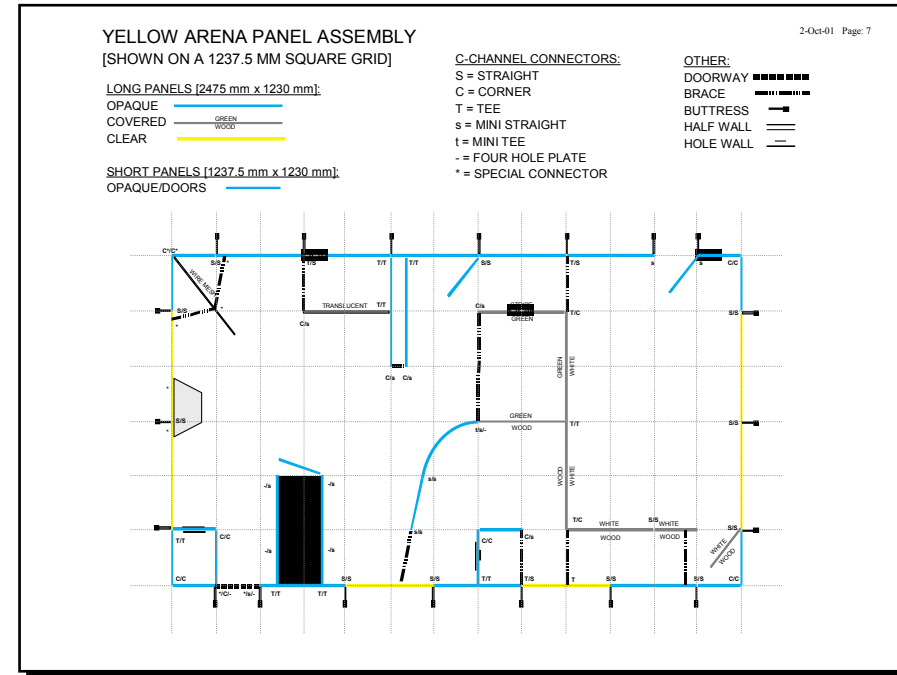 2-Oct-01 Page: 7
YELLOW ARENA PANEL ASSEMBLY
[SHOWN ON A 1237.5 MM SQUARE GRID]
LONG PANELS [2475 mm x 1230 mm]:
OPAQUE
COVERED GREEN
WOOD
CLEAR
SHORT PANELS [1237.5 mm x 1230 mm]:
OPAQUE/DOORS
C-CHANNEL CONNECTORS:
S = STRAIGHT
C = CORNER
T = TEE
s = MINI STRAIGHT
t = MINI TEE
- = FOUR HOLE PLATE
* = SPECIAL CONNECTOR
OTHER:
DOORWAY
BRACE
BUTTRESS
HALF WALL
HOLE WALL
C*/C*
S/S * T/S T/T T/T S/S T/S s s C/C
WIRE MESH
S/S * TRANSLUCENT T/T C/s T/C S/S
* C/s GREEN
GREEN WHITE
* C/s C/s
S/S GREEN T/T S/S
* t/s/- WOOD
WOOD WHITE
-/s -/s s/s
T/C WHITE S/S WHITE S/S
T/T C/C -/s -/s s/s C/C C/s WOOD WOOD WHITE WOOD
C/C S/S S/S T/T T/S T S/S S/S C/C
*/C/- */s/- T/T T/T